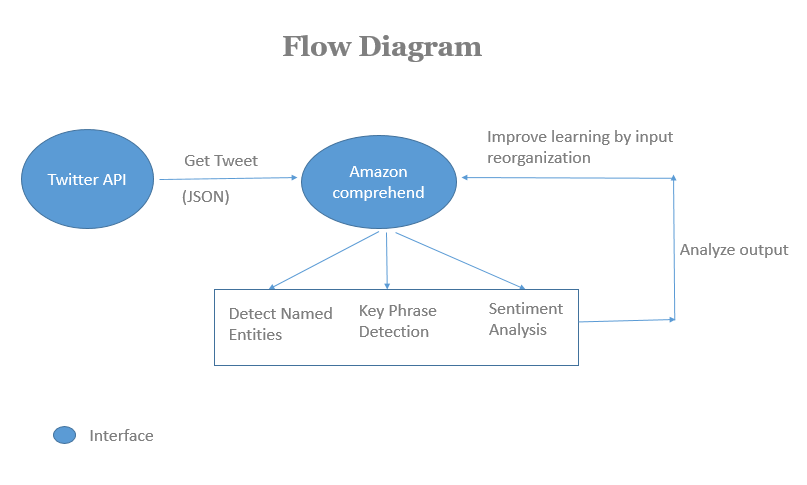 Flow Diagram
Improve learning by input
reorganization
Twitter API
Get Tweet
(JSON)
Amazon
comprehend
Analyze output
Detect Named
Entities
Key Phrase
Detection
Sentiment
Analysis
Interface